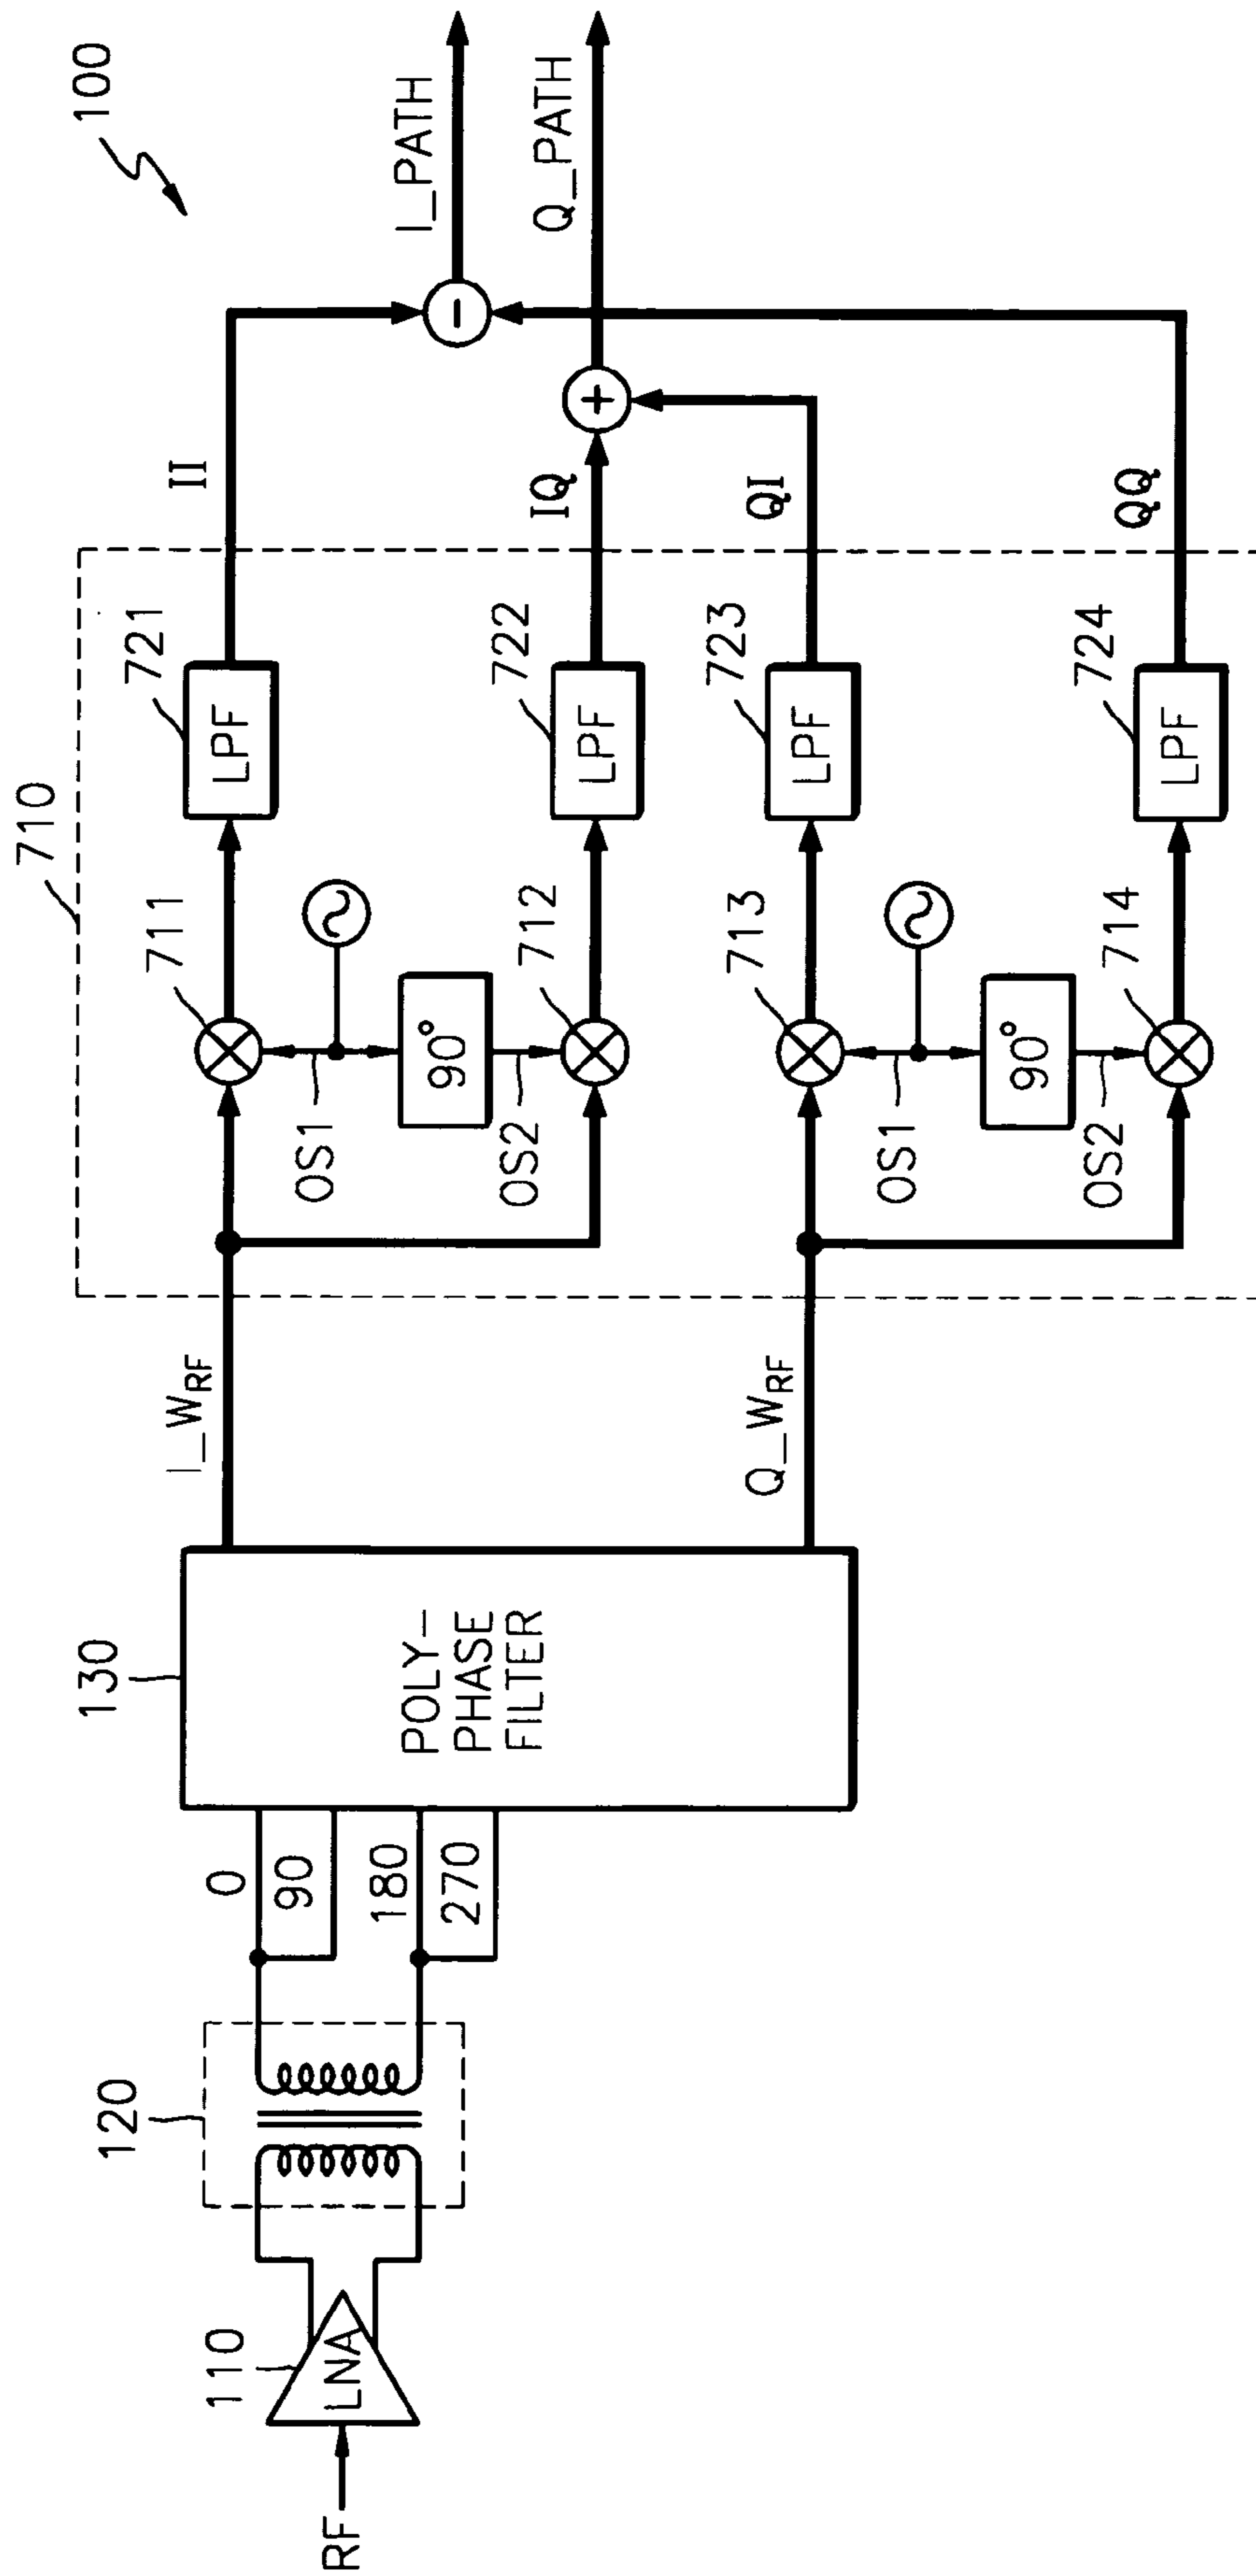 100
710
RF
110
LNA
120
0
90
180
270
130
POLY-
PHASE
FILTER
I_WRF
Q_WRF
711
OS1
90°
OS2
712
713
OS1
90°
OS2
714
721
LPF
722
LPF
723
LPF
724
LPF
II
IQ
QI
QQ
−
+
I_PATH
Q_PATH